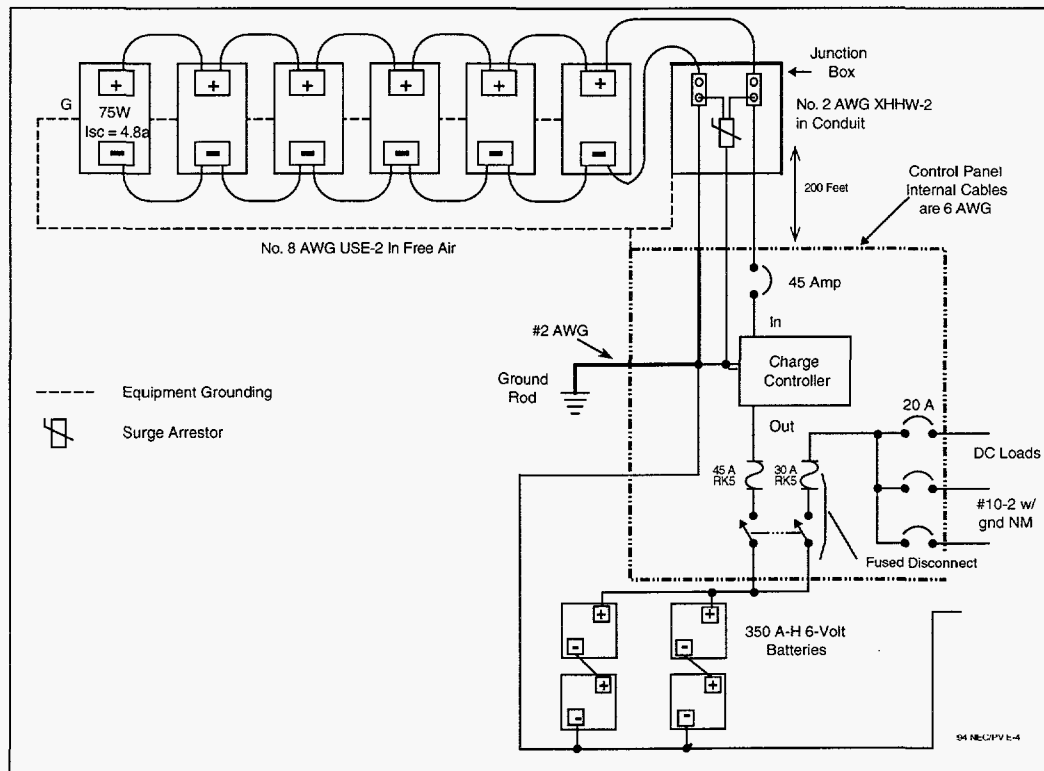 Junction
Box
+ + + + + +
G
75W
Isc = 4.8a
- - - - - -
No. 2 AWG XHHW-2
in Conduit
200 Feet
Control Panel
Internal Cables
are 6 AWG
No. 8 AWG USE-2 In Free Air
45 Amp
In
#2 AWG
Charge
Controller
Ground
Rod
Equipment Grounding
Surge Arrestor
Out
20 A
DC Loads
45 A
RK5
30 A
RK5
#10-2 w/
gnd NM
Fused Disconnect
+ +
- -
350 A-H 6-Volt
Batteries
+ +
- -
94 NEC/PV E-4